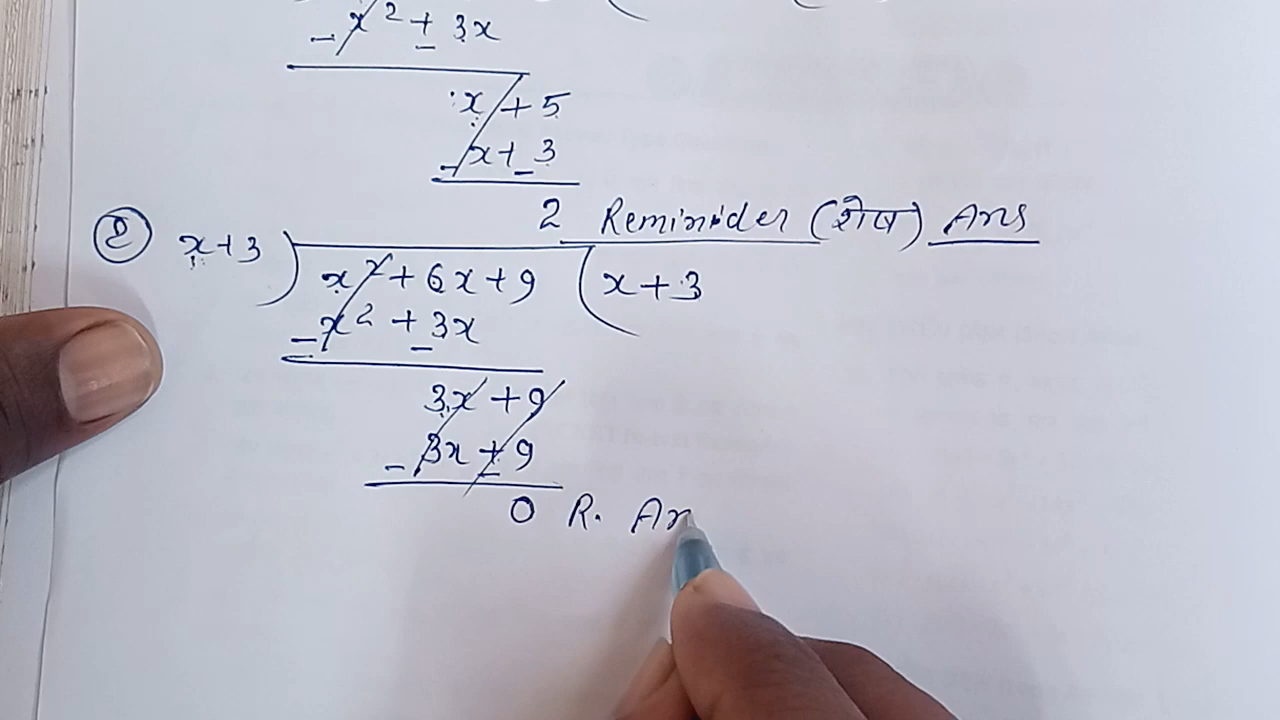 - x² + 3x
x + 5
- x + 3
2 Reminider (शेष) Ans
② x+3 ) x² + 6x + 9 ( x + 3
- x² + 3x
3x + 9
- 3x + 9
0 R. An